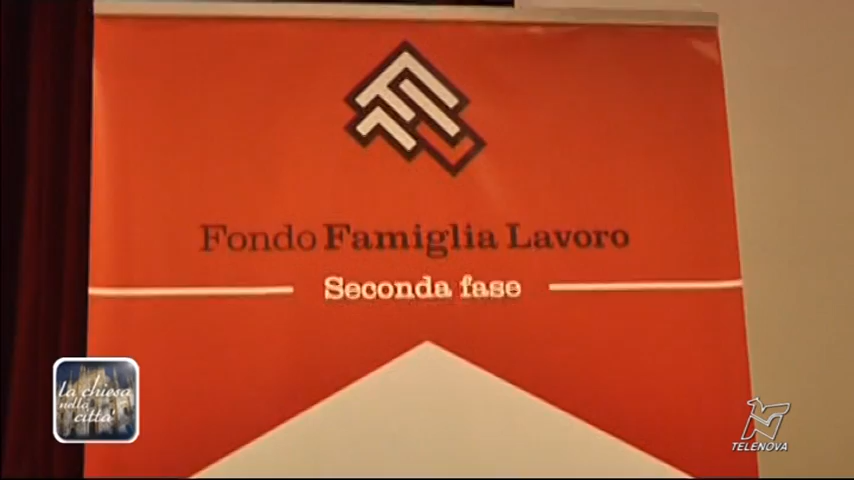 Fondo Famiglia Lavoro
Seconda fase
la chiesa
nella
città
TELENOVA